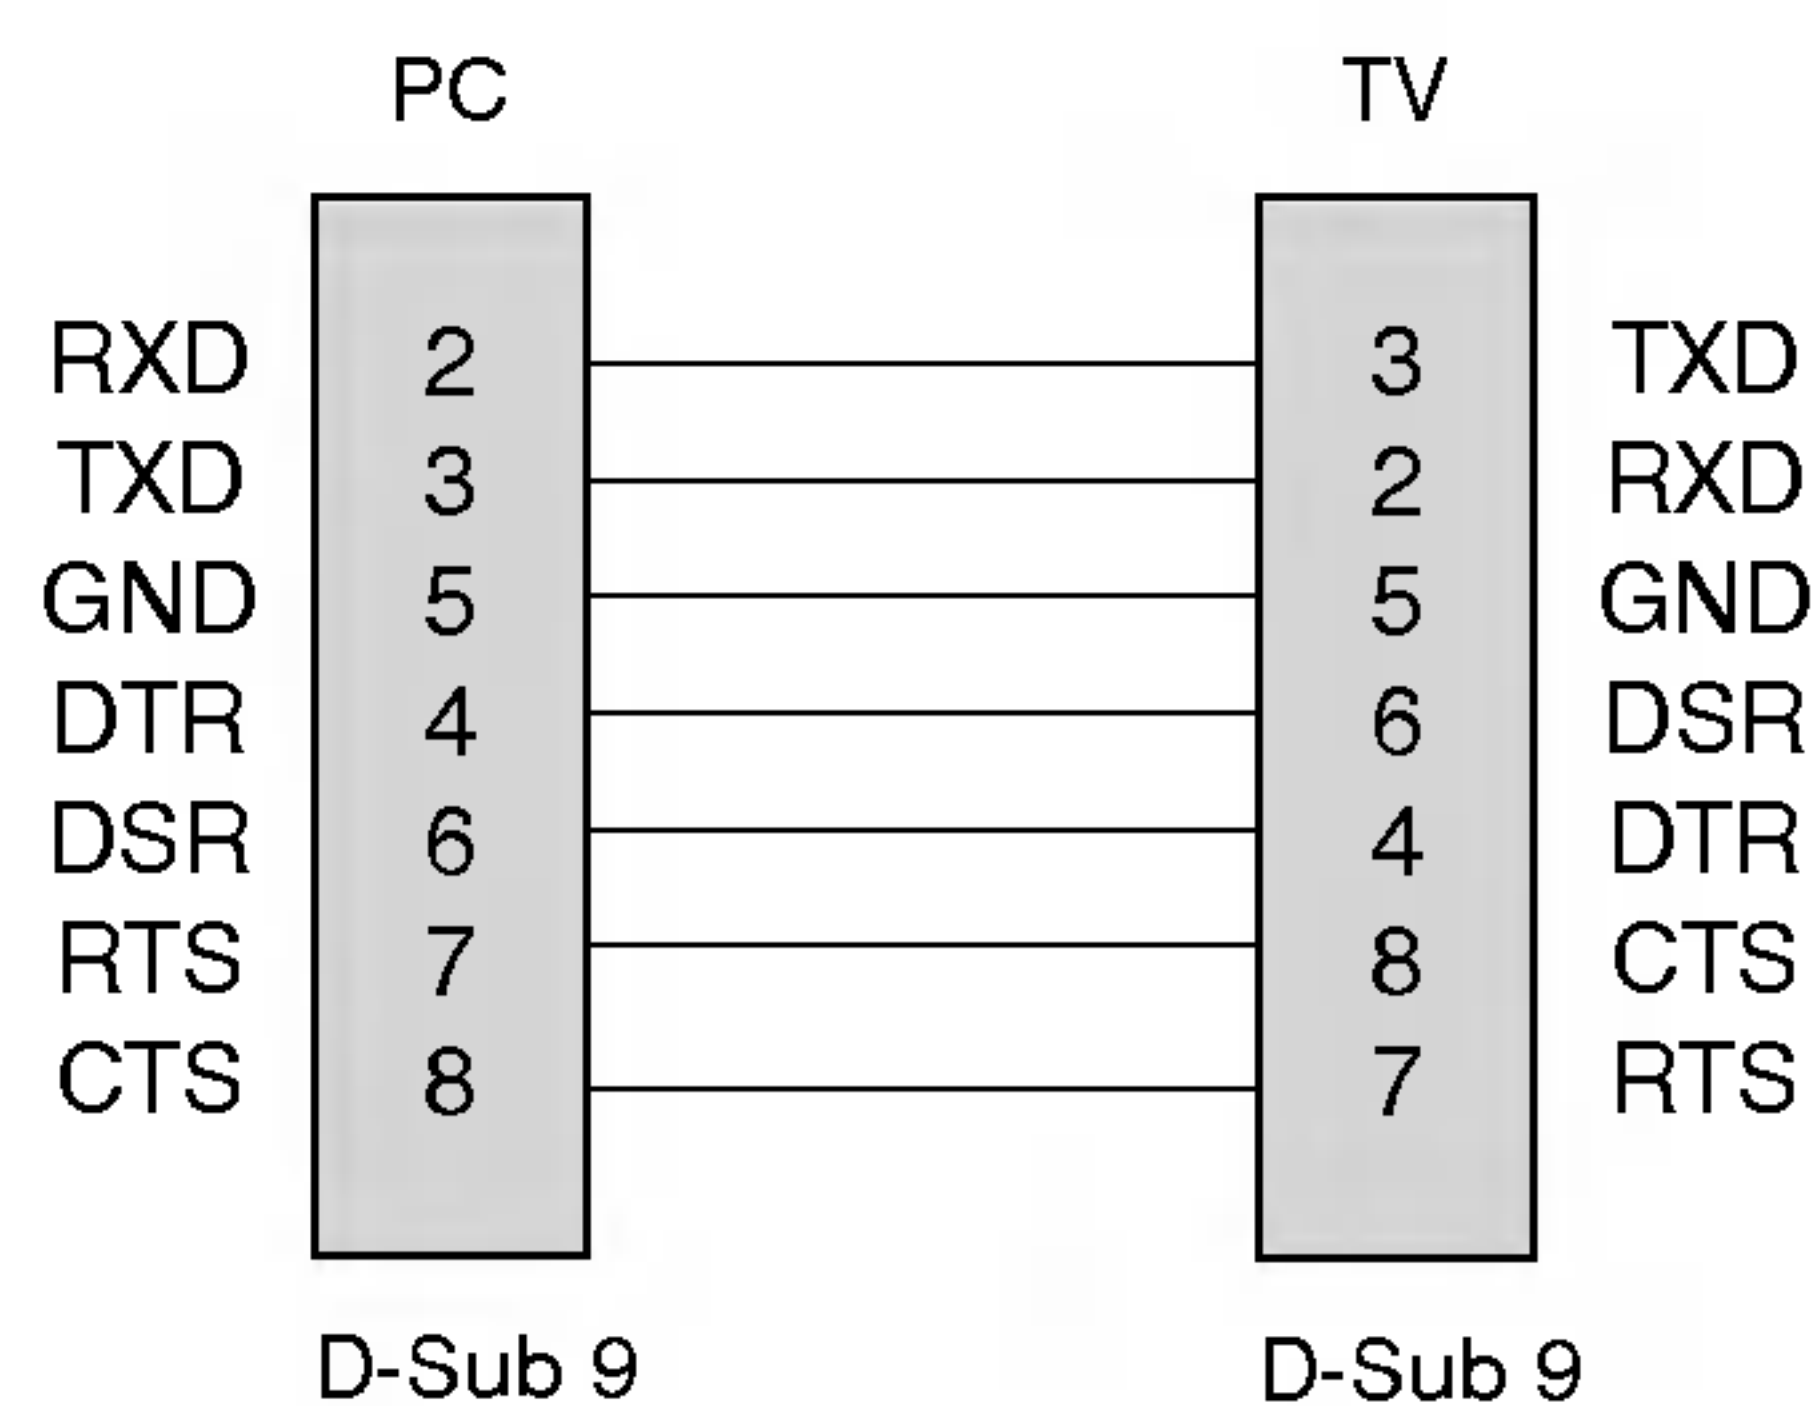 PC TV
RXD 2 3 TXD
TXD 3 2 RXD
GND 5 5 GND
DTR 4 6 DSR
DSR 6 4 DTR
RTS 7 8 CTS
CTS 8 7 RTS
D-Sub 9 D-Sub 9